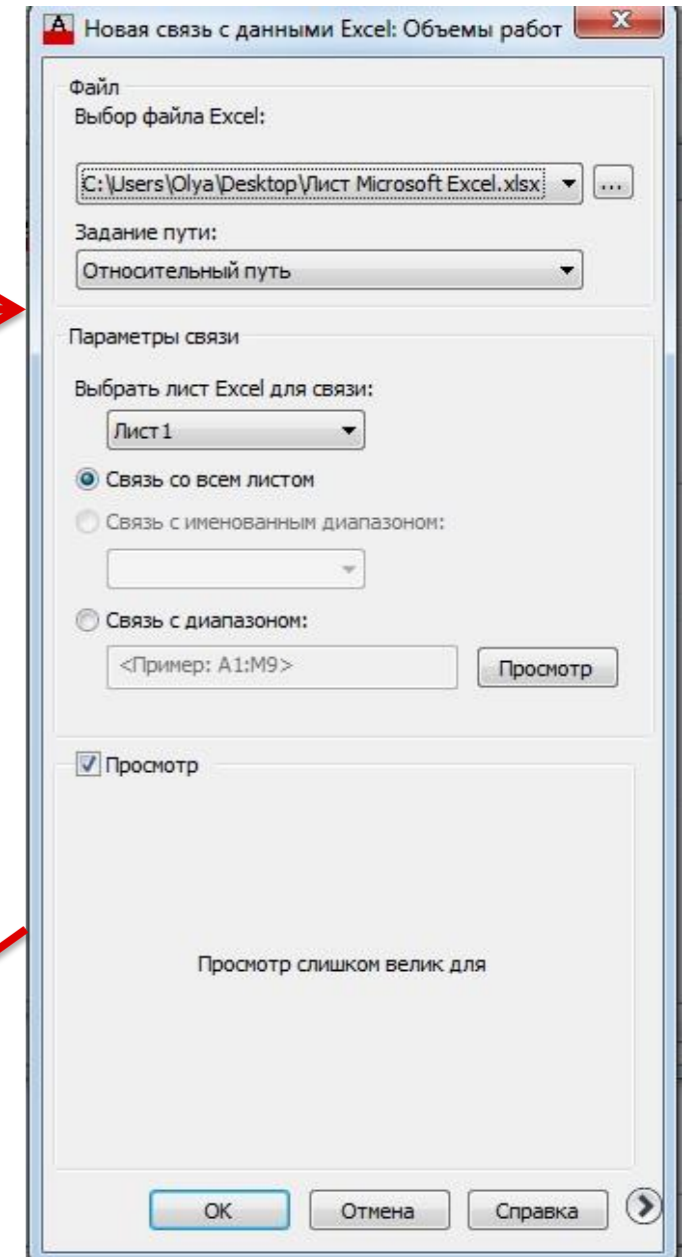 Новая связь с данными Excel: Объемы работ
Файл
Выбор файла Excel:
C:\Users\Olya\Desktop\Лист Microsoft Excel.xlsx
...
Задание пути:
Относительный путь
Параметры связи
Выбрать лист Excel для связи:
Лист1
Связь со всем листом
Связь с именованным диапазоном:
Связь с диапазоном:
<Пример: A1:M9>
Просмотр
Просмотр
Просмотр слишком велик для
ОК
Отмена
Справка